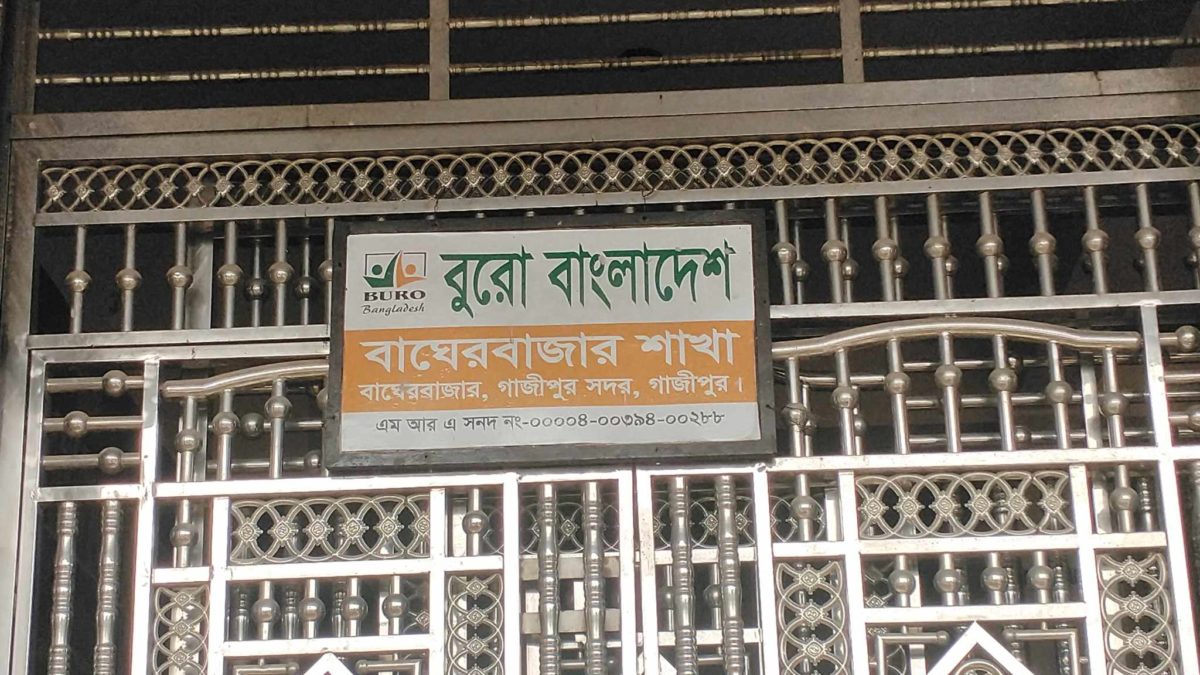 BURO
Bangladesh
বুরো বাংলাদেশ
বাঘেরবাজার শাখা
বাঘেরবাজার, গাজীপুর সদর, গাজীপুর।
এম আর এ সনদ নং-০০০০৪-০০৩৯৪-০০২৮৮